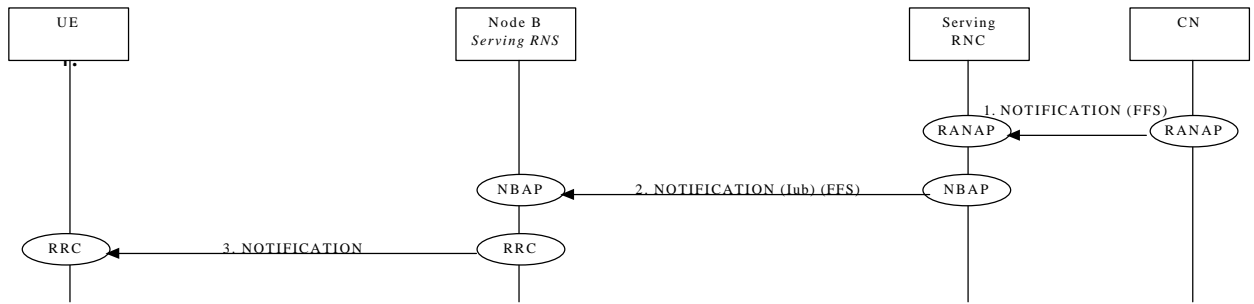 UE
Node B
Serving RNS
Serving
RNC
CN
1. NOTIFICATION (FFS)
RANAP
RANAP
NBAP
2. NOTIFICATION (Iub) (FFS)
NBAP
RRC
3. NOTIFICATION
RRC